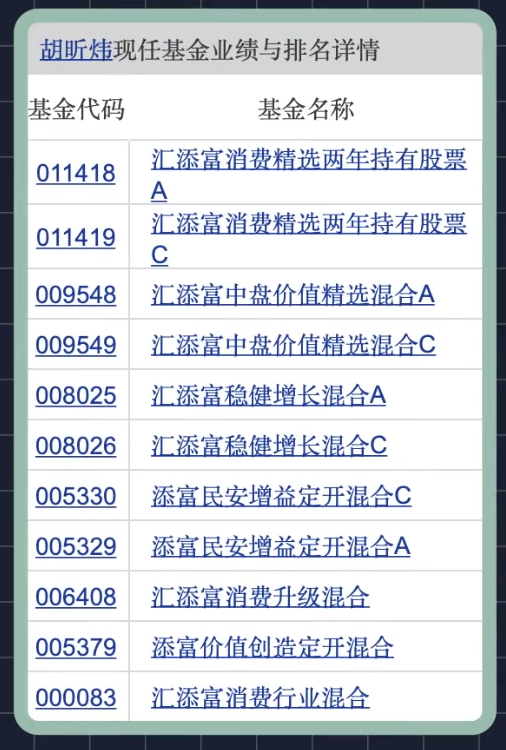 胡昕炜现任基金业绩与排名详情
基金代码 基金名称
011418 汇添富消费精选两年持有股票
A
011419 汇添富消费精选两年持有股票
C
009548 汇添富中盘价值精选混合A
009549 汇添富中盘价值精选混合C
008025 汇添富稳健增长混合A
008026 汇添富稳健增长混合C
005330 添富民安增益定开混合C
005329 添富民安增益定开混合A
006408 汇添富消费升级混合
005379 添富价值创造定开混合
000083 汇添富消费行业混合